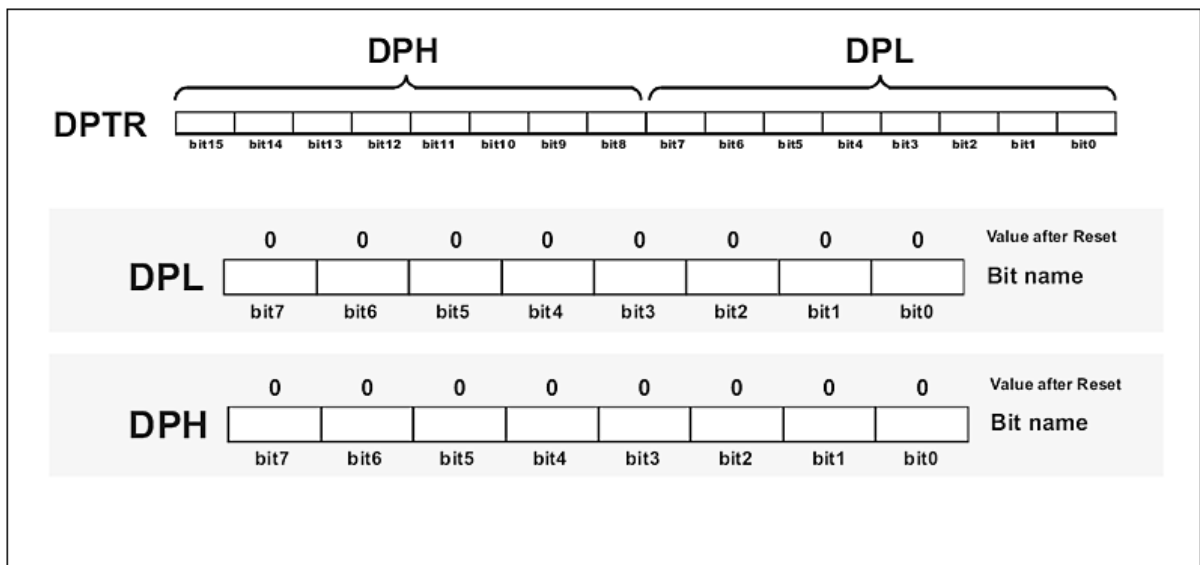 DPH DPL
DPTR
bit15 bit14 bit13 bit12 bit11 bit10 bit9 bit8 bit7 bit6 bit5 bit4 bit3 bit2 bit1 bit0
0 0 0 0 0 0 0 0 Value after Reset
DPL Bit name
bit7 bit6 bit5 bit4 bit3 bit2 bit1 bit0
0 0 0 0 0 0 0 0 Value after Reset
DPH Bit name
bit7 bit6 bit5 bit4 bit3 bit2 bit1 bit0